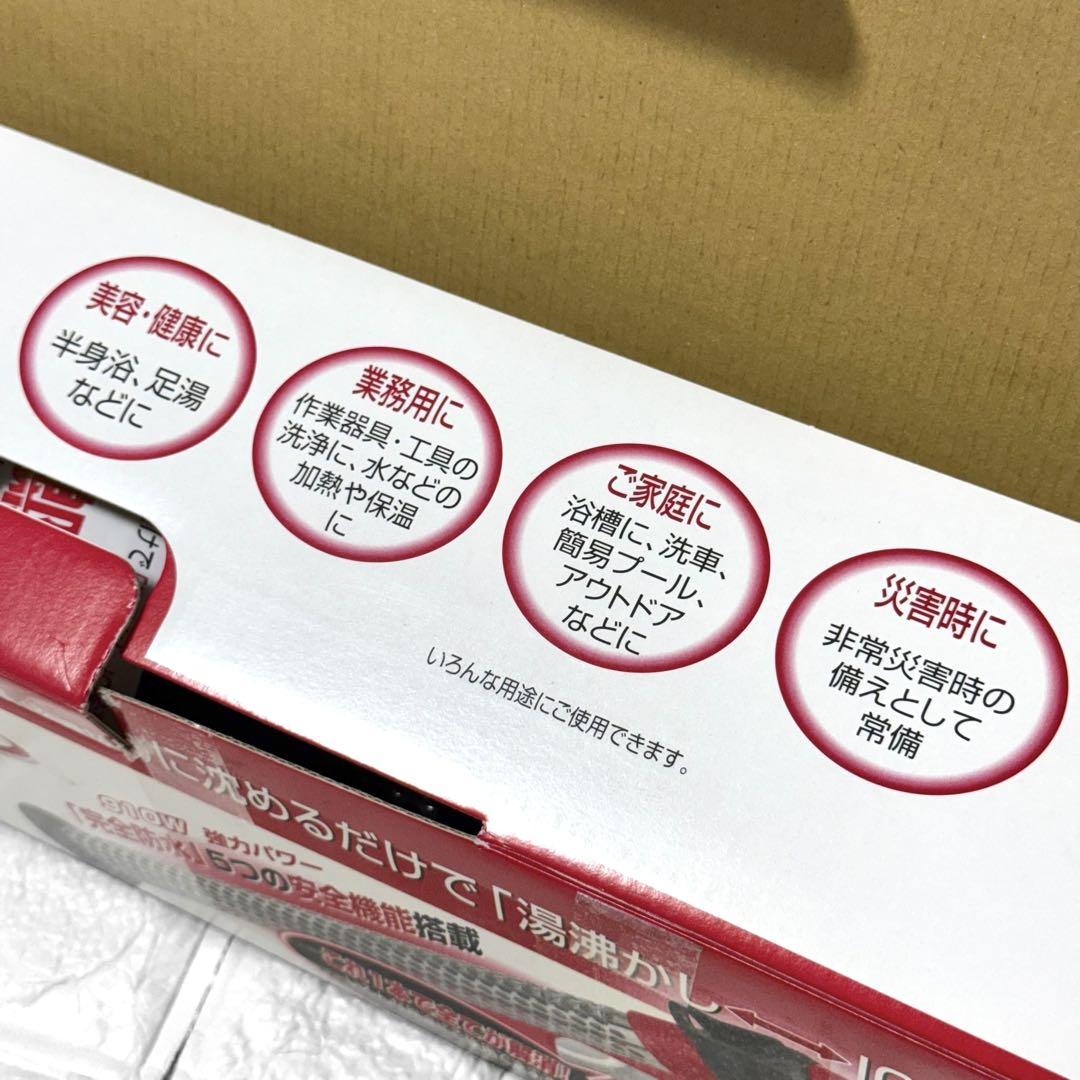 美容・健康に
半身浴、足湯
などに
業務用に
作業器具・工具の
洗浄に、水などの
加熱や保温
に
ご家庭に
浴槽に、洗車、
簡易プール、
アウトドア
などに
災害時に
非常災害時の
備えとして
常備
いろんな用途にご使用できます。
に沈めるだけで「湯沸かし
910W 強力パワー
「完全防水」5つの安全機能搭載